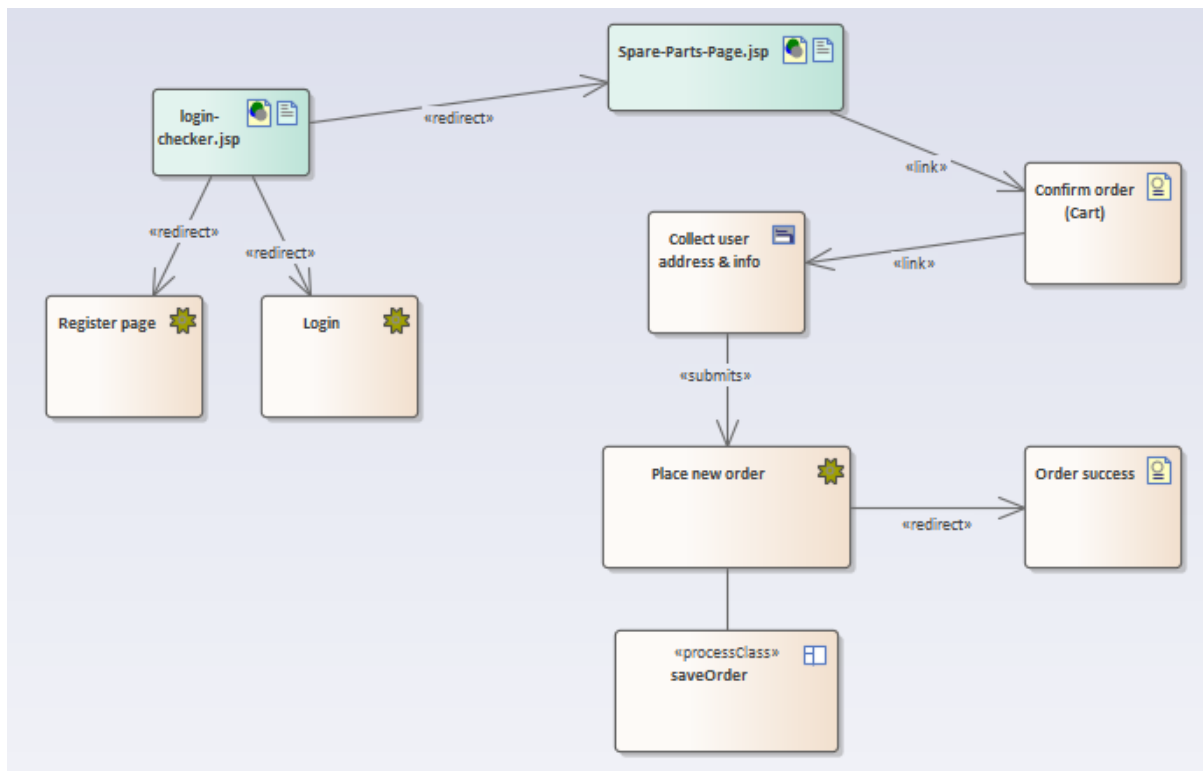 Spare-Parts-Page.jsp
login-
checker.jsp
«redirect»
«link»
Confirm order
(Cart)
Collect user
address & info
«link»
«redirect»
«redirect»
Register page
Login
«submits»
Place new order
Order success
«redirect»
«processClass»
saveOrder